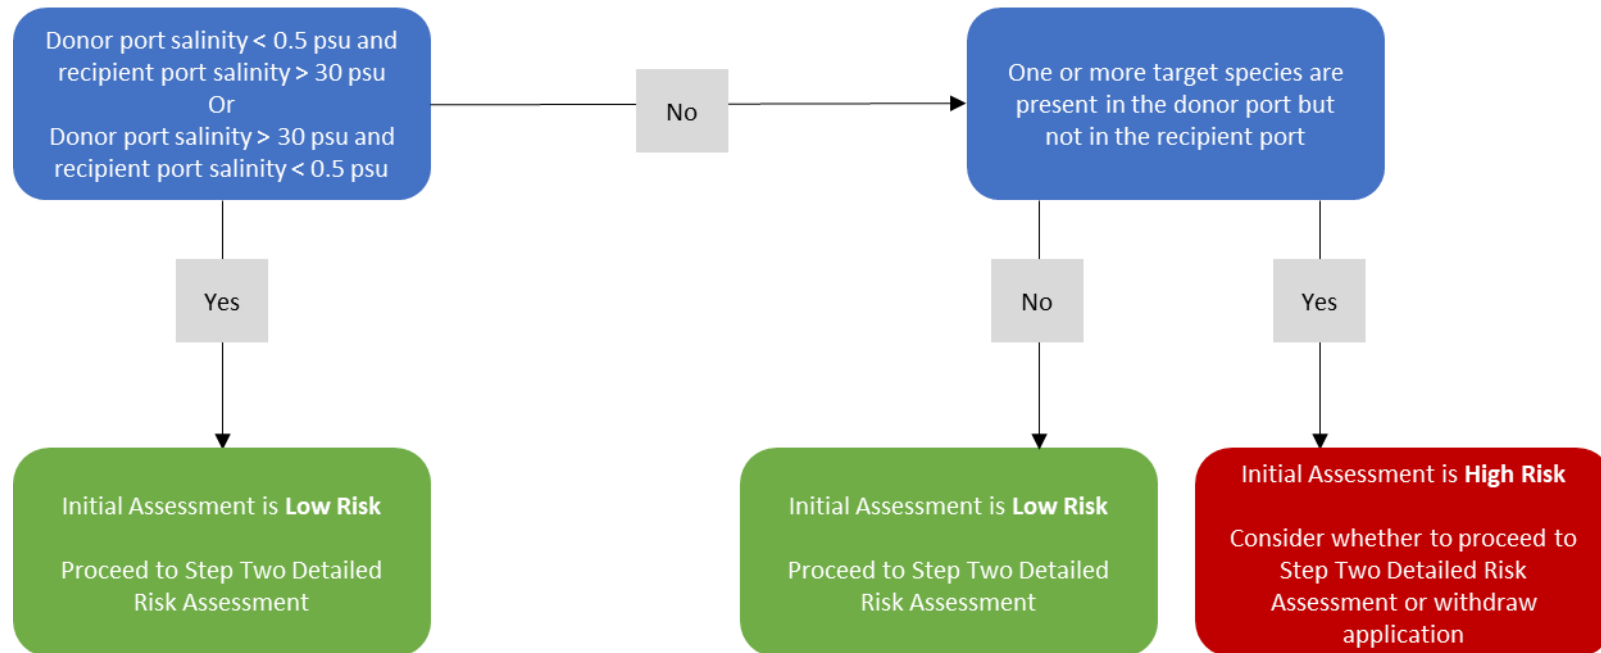 Donor port salinity < 0.5 psu and
recipient port salinity > 30 psu
Or
Donor port salinity > 30 psu and
recipient port salinity < 0.5 psu
No
One or more target species are
present in the donor port but
not in the recipient port
Yes
No
Yes
Initial Assessment is Low Risk
Proceed to Step Two Detailed
Risk Assessment
Initial Assessment is Low Risk
Proceed to Step Two Detailed
Risk Assessment
Initial Assessment is High Risk
Consider whether to proceed to
Step Two Detailed Risk
Assessment or withdraw
application